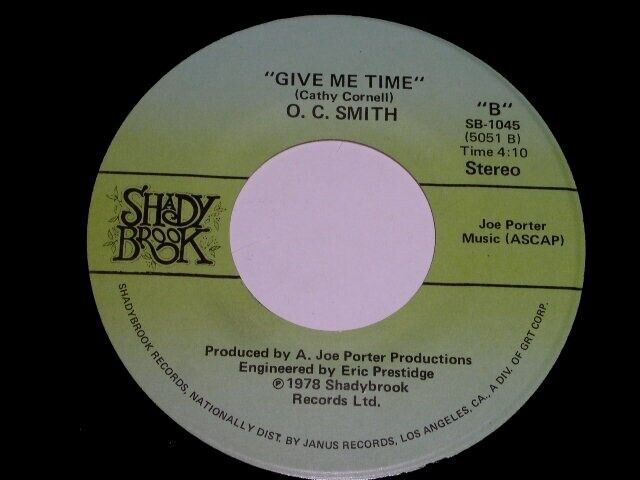 "GIVE ME TIME"
(Cathy Cornell)
O. C. SMITH
"B"
SB-1045
(5051 B)
Time 4:10
Stereo
SHADY
BROOK
Joe Porter
Music (ASCAP)
Produced by A. Joe Porter Productions
Engineered by Eric Prestidge
℗ 1978 Shadybrook
Records Ltd.
SHADYBROOK RECORDS, NATIONALLY DIST. BY JANUS RECORDS, LOS ANGELES, CA., A DIV. OF GRT CORP.